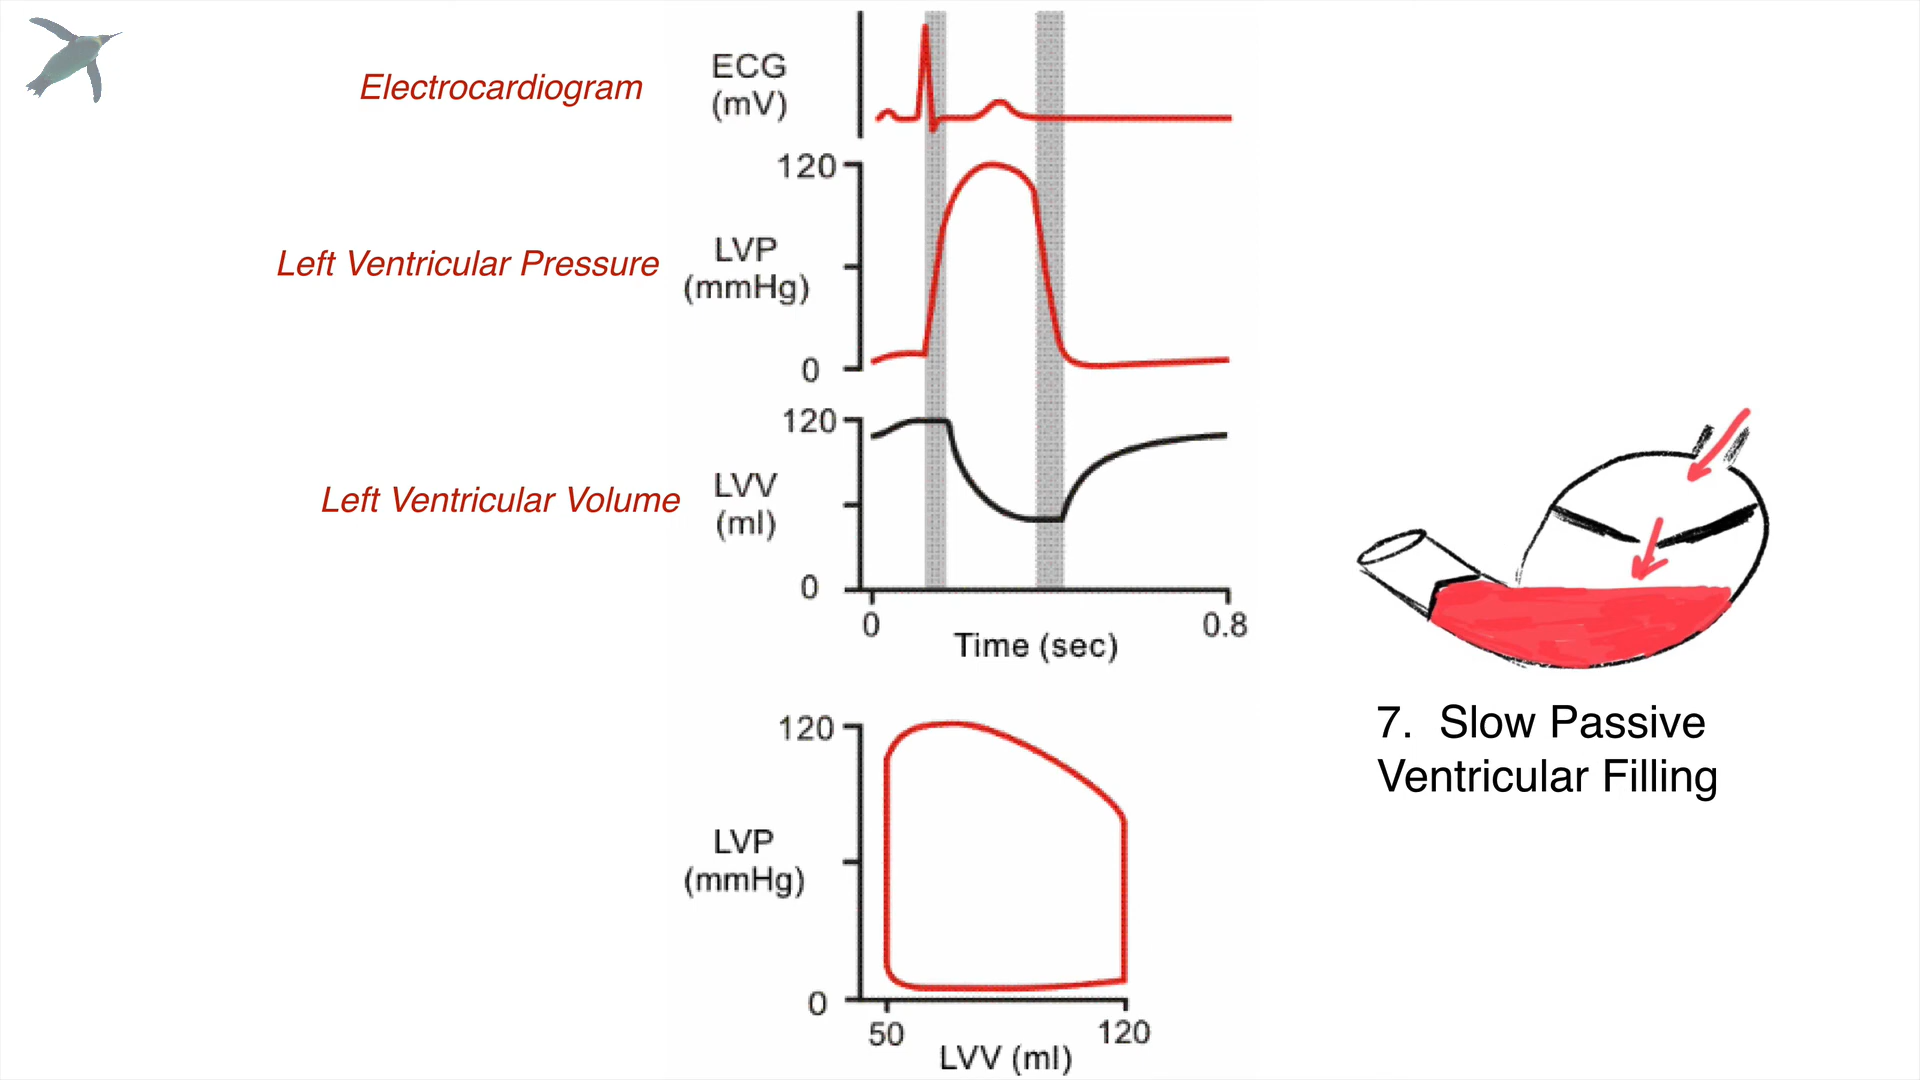 Electrocardiogram
ECG
(mV)
120
Left Ventricular Pressure
LVP
(mmHg)
0
120
Left Ventricular Volume
LVV
(ml)
0
0
0.8
Time (sec)
120
LVP
(mmHg)
0
50
120
LVV (ml)
7. Slow Passive
Ventricular Filling